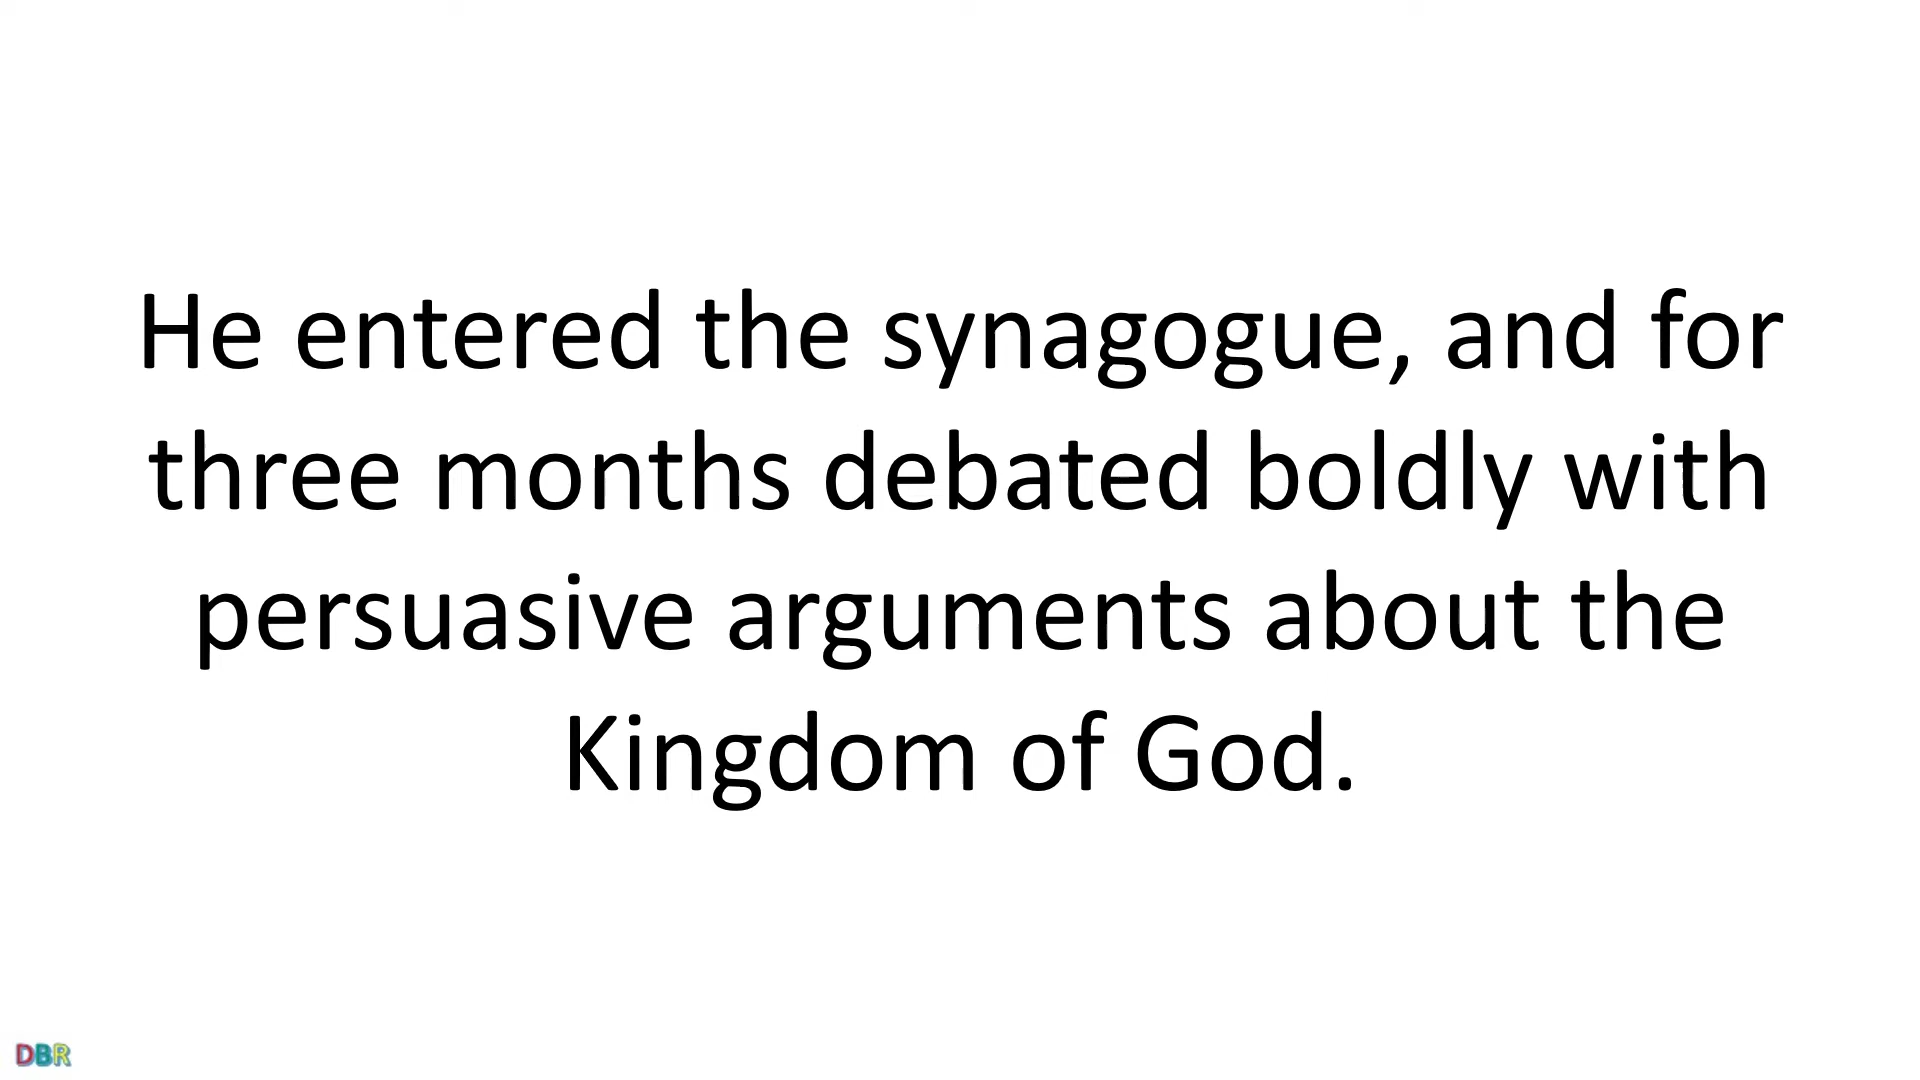 He entered the synagogue, and for
three months debated boldly with
persuasive arguments about the
Kingdom of God.
DBR